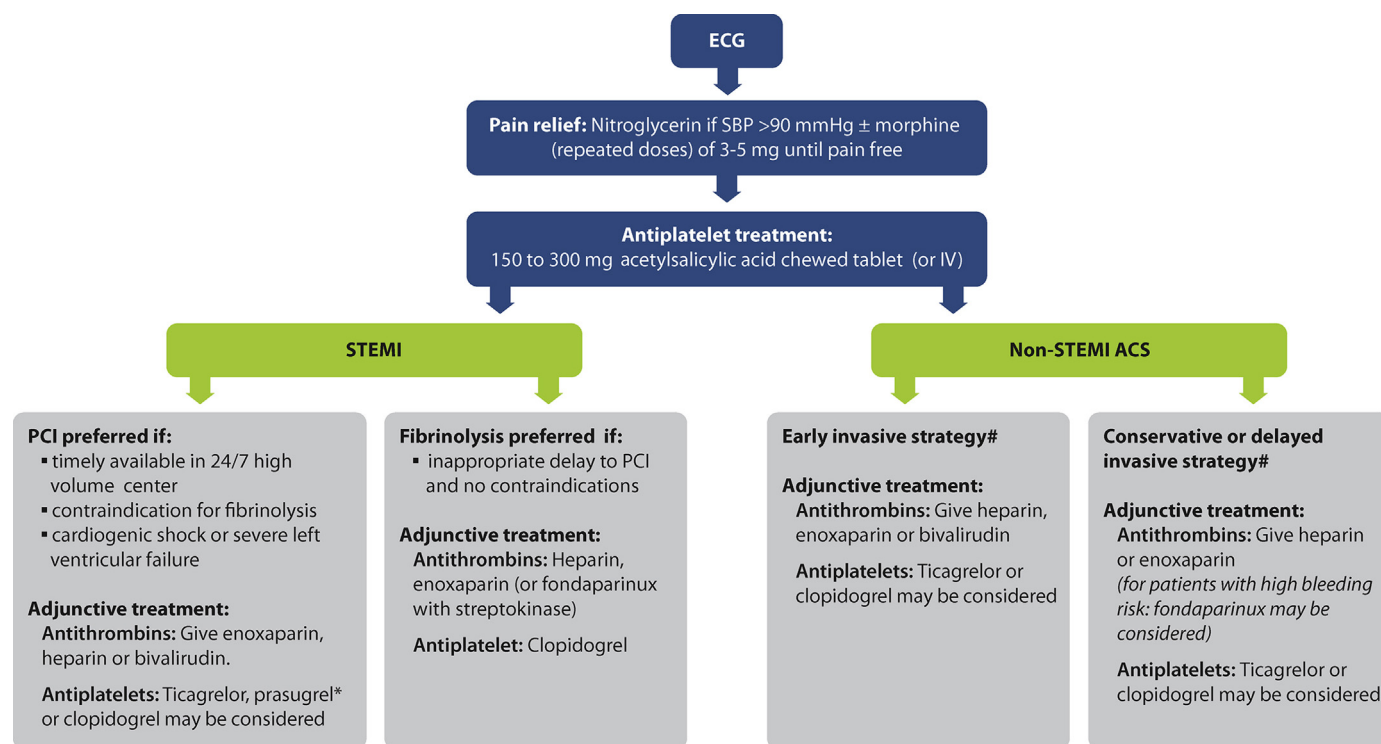 ECG
Pain relief: Nitroglycerin if SBP >90 mmHg ± morphine
(repeated doses) of 3-5 mg until pain free
Antiplatelet treatment:
150 to 300 mg acetylsalicylic acid chewed tablet (or IV)
STEMI
Non-STEMI ACS
PCI preferred if:
▪ timely available in 24/7 high
volume center
▪ contraindication for fibrinolysis
▪ cardiogenic shock or severe left
ventricular failure
Adjunctive treatment:
Antithrombins: Give enoxaparin,
heparin or bivalirudin.
Antiplatelets: Ticagrelor, prasugrel*
or clopidogrel may be considered
Fibrinolysis preferred if:
▪ inappropriate delay to PCI
and no contraindications
Adjunctive treatment:
Antithrombins: Heparin,
enoxaparin (or fondaparinux
with streptokinase)
Antiplatelet: Clopidogrel
Early invasive strategy#
Adjunctive treatment:
Antithrombins: Give heparin,
enoxaparin or bivalirudin
Antiplatelets: Ticagrelor or
clopidogrel may be considered
Conservative or delayed
invasive strategy#
Adjunctive treatment:
Antithrombins: Give heparin
or enoxaparin
(for patients with high bleeding
risk: fondaparinux may be
considered)
Antiplatelets: Ticagrelor or
clopidogrel may be considered